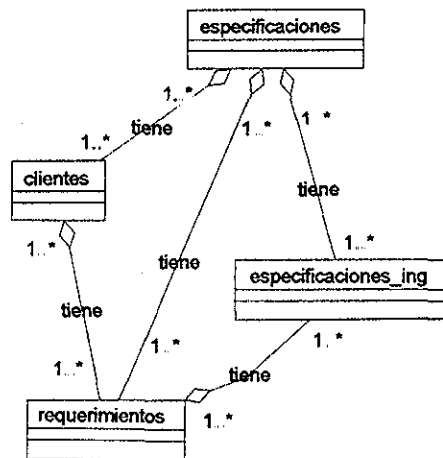 especificaciones
1..*
1...*
1 *
tiene
1..*
clientes
tiene
1..*
tiene
1...*
especificaciones_ing
tiene
1...*
1..*
1. *
tiene
requerimientos
1...*